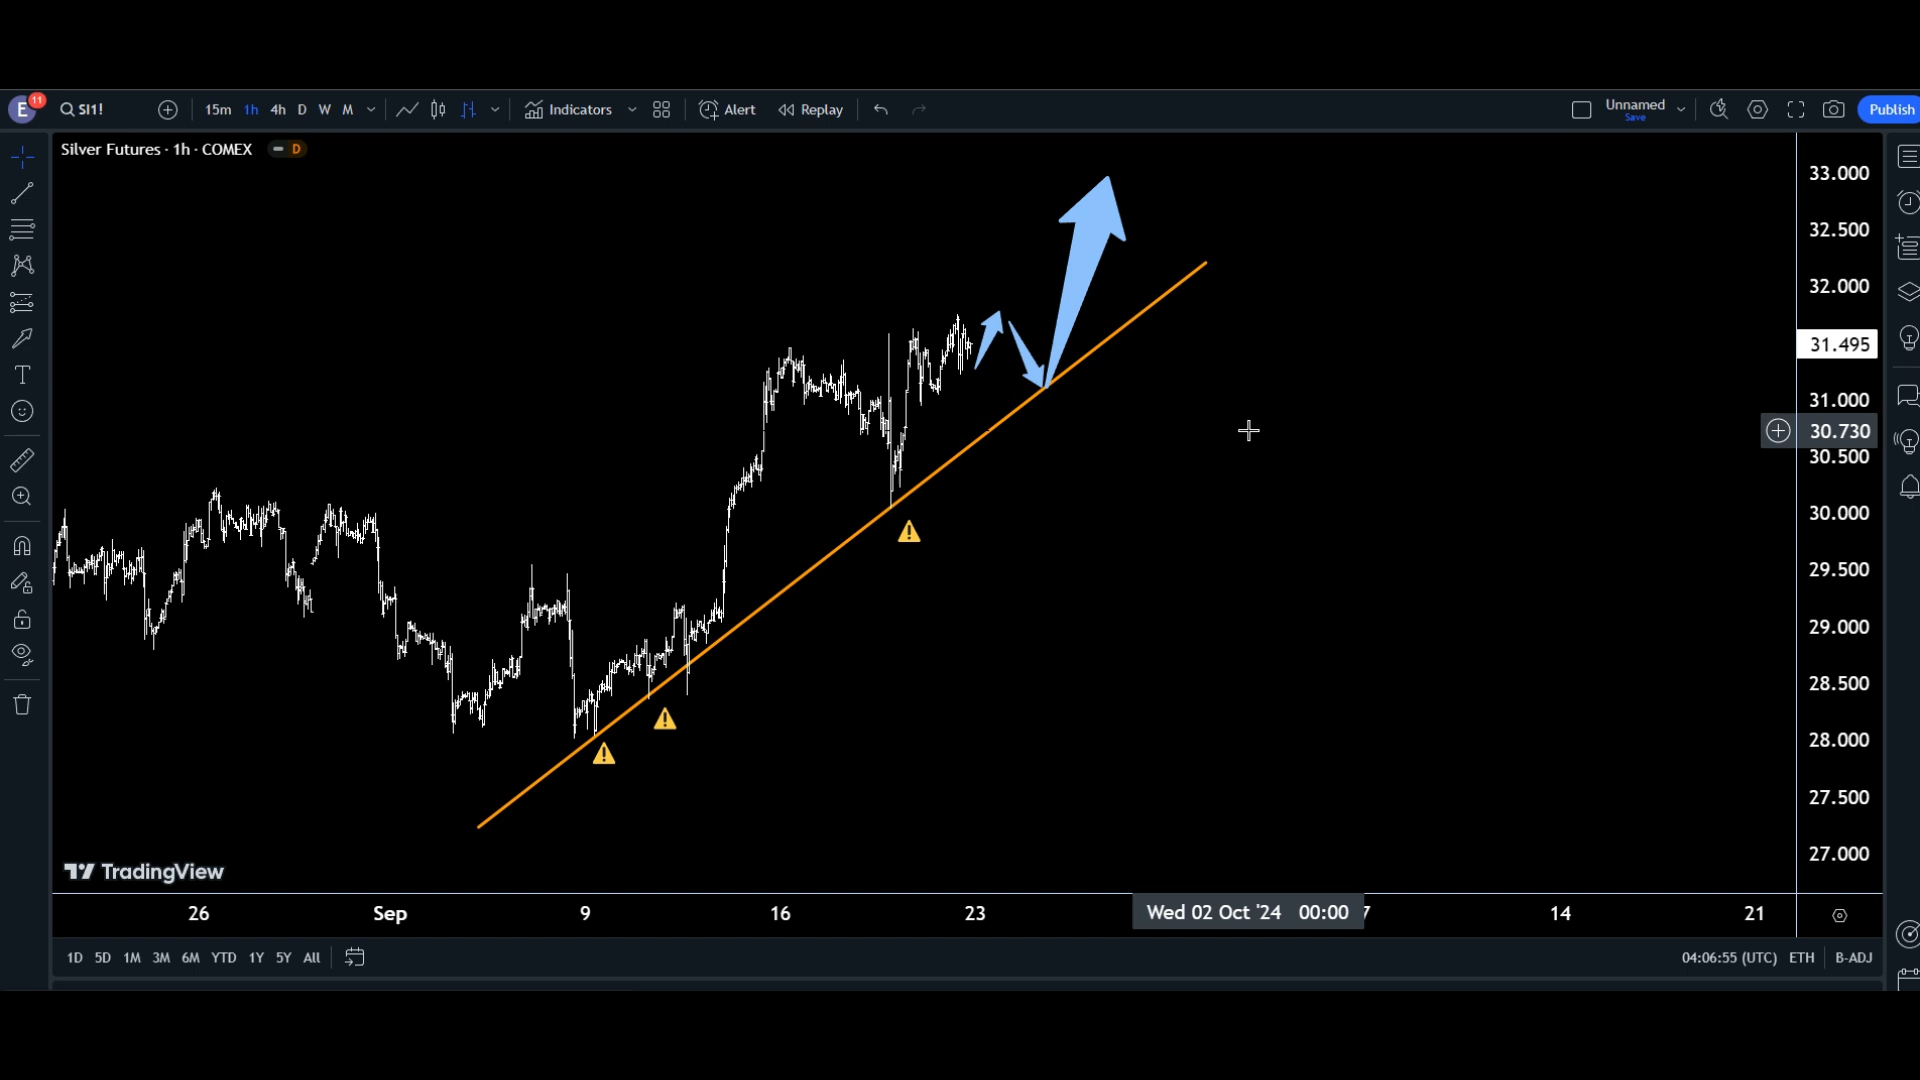 E 11 SI1! 15m 1h 4h D W M Indicators Alert Replay Unnamed Save Publish
Silver Futures · 1h · COMEX D
33.000
32.500
32.000
31.495
31.000
30.730
30.500
30.000
29.500
29.000
28.500
28.000
27.500
27.000
TradingView
26 Sep 9 16 23 Wed 02 Oct '24 00:00 7 14 21
1D 5D 1M 3M 6M YTD 1Y 5Y All 04:06:55 (UTC) ETH B-ADJ